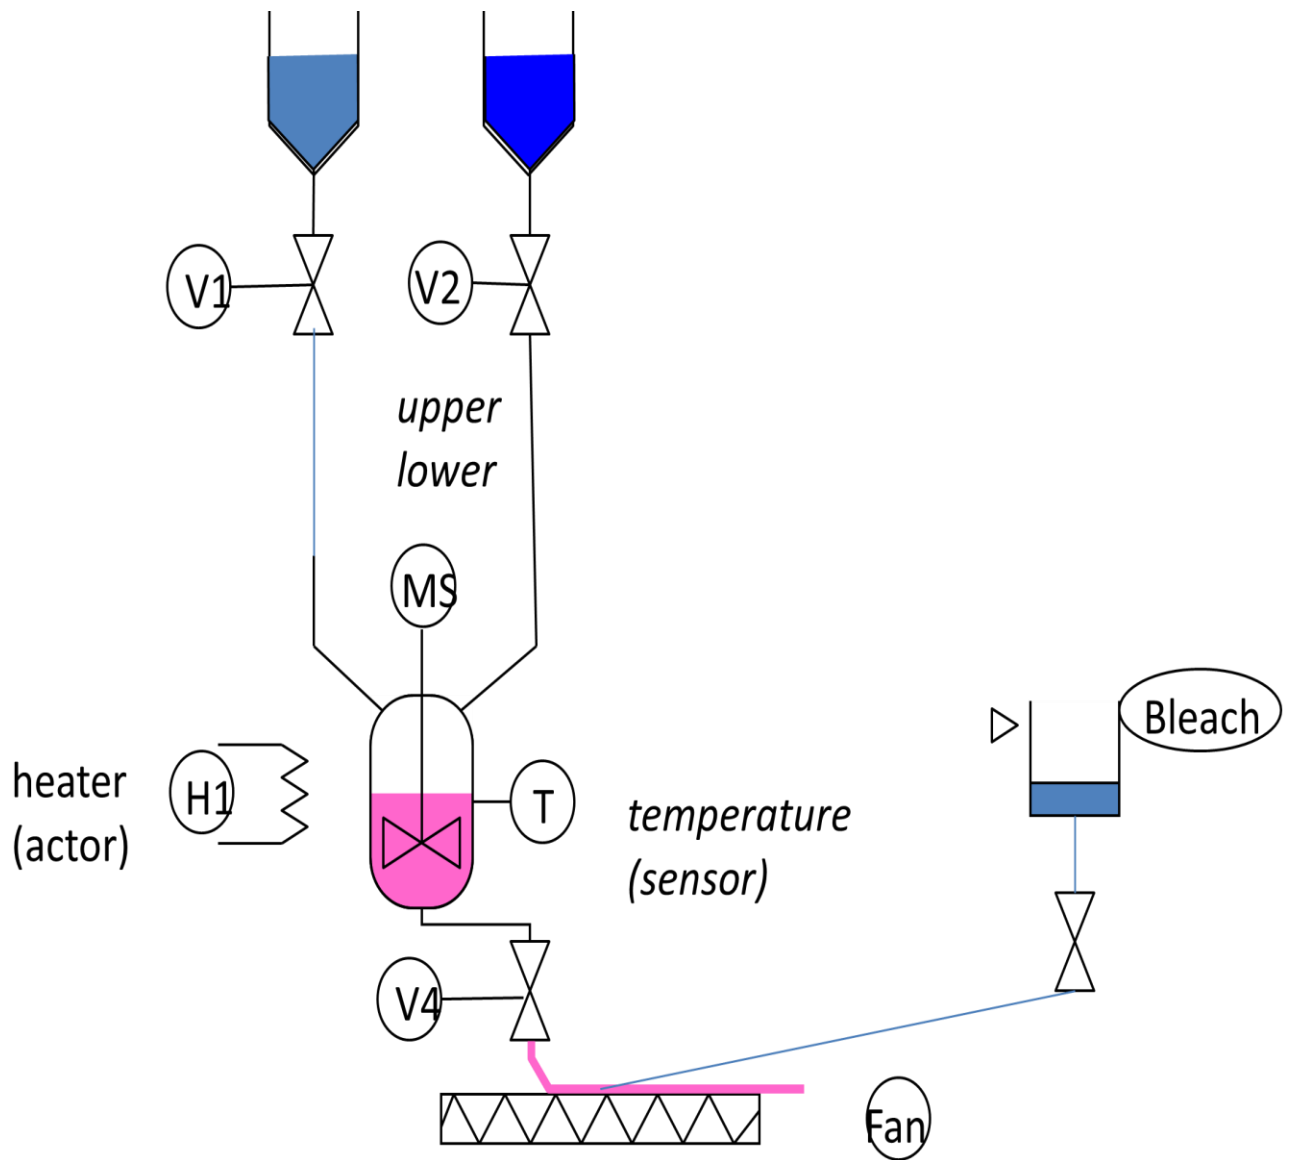 V1
V2
upper
lower
MS
Bleach
heater
(actor)
H1
T
temperature
(sensor)
V4
Fan